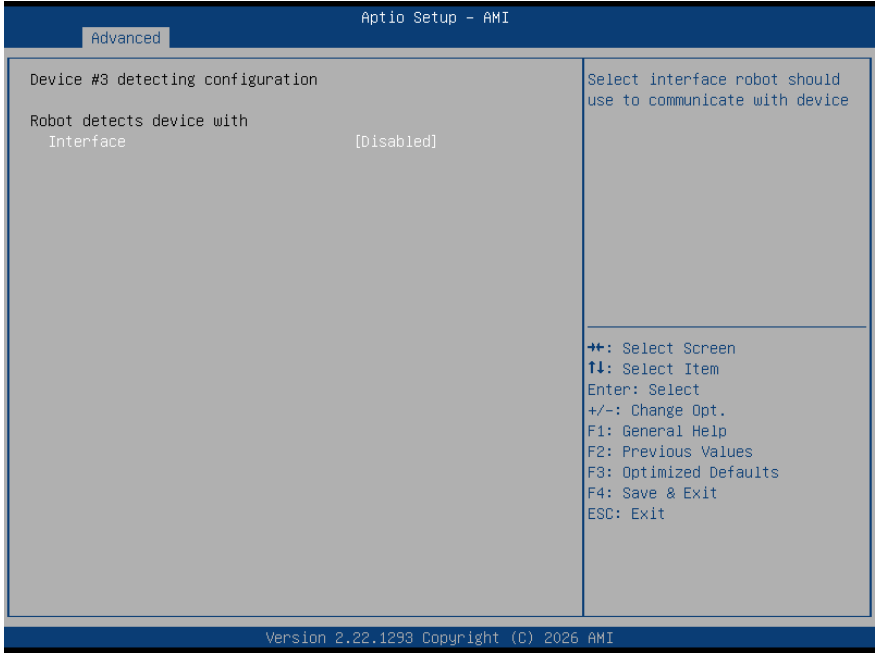 Aptio Setup – AMI
Advanced
Device #3 detecting configuration
Robot detects device with
Interface [Disabled]
Select interface robot should
use to communicate with device
→←: Select Screen
↑↓: Select Item
Enter: Select
+/-: Change Opt.
F1: General Help
F2: Previous Values
F3: Optimized Defaults
F4: Save & Exit
ESC: Exit
Version 2.22.1293 Copyright (C) 2026 AMI